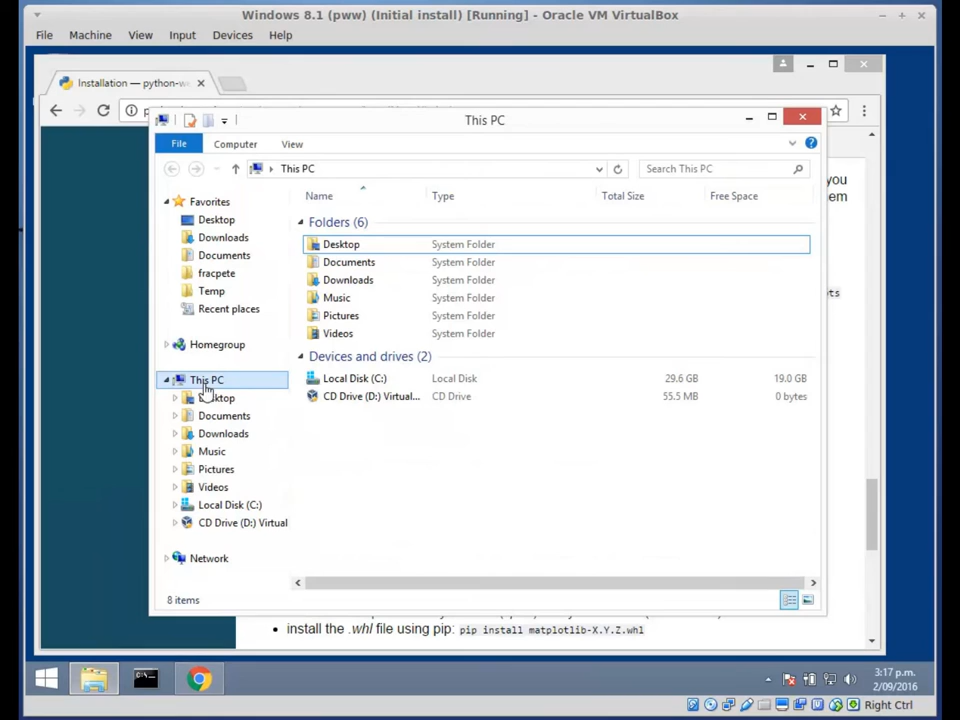 Windows 8.1 (pww) (Initial install) [Running] - Oracle VM VirtualBox
File Machine View Input Devices Help
Installation — python-w
This PC
File Computer View
This PC
Search This PC
you
em
Name Type Total Size Free Space
Favorites
Desktop
Downloads
Documents
fracpete
Temp
Recent places
Homegroup
This PC
Desktop
Documents
Downloads
Music
Pictures
Videos
Local Disk (C:)
CD Drive (D:) Virtual
Network
Folders (6)
Desktop System Folder
Documents System Folder
Downloads System Folder
Music System Folder
Pictures System Folder
Videos System Folder
Devices and drives (2)
Local Disk (C:) Local Disk 29.6 GB 19.0 GB
CD Drive (D:) Virtual... CD Drive 55.5 MB 0 bytes
ets
8 items
install the .whl file using pip: pip install matplotlib-X.Y.Z.whl
C:\.
3:17 p.m.
2/09/2016
Right Ctrl